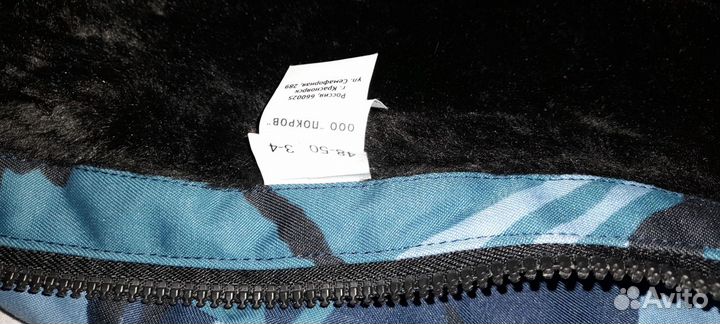 48-50 3-4
ООО "ПОКРОВ"
Россия, 660025
г. Красноярск
ул. Семафорная, 289
Avito